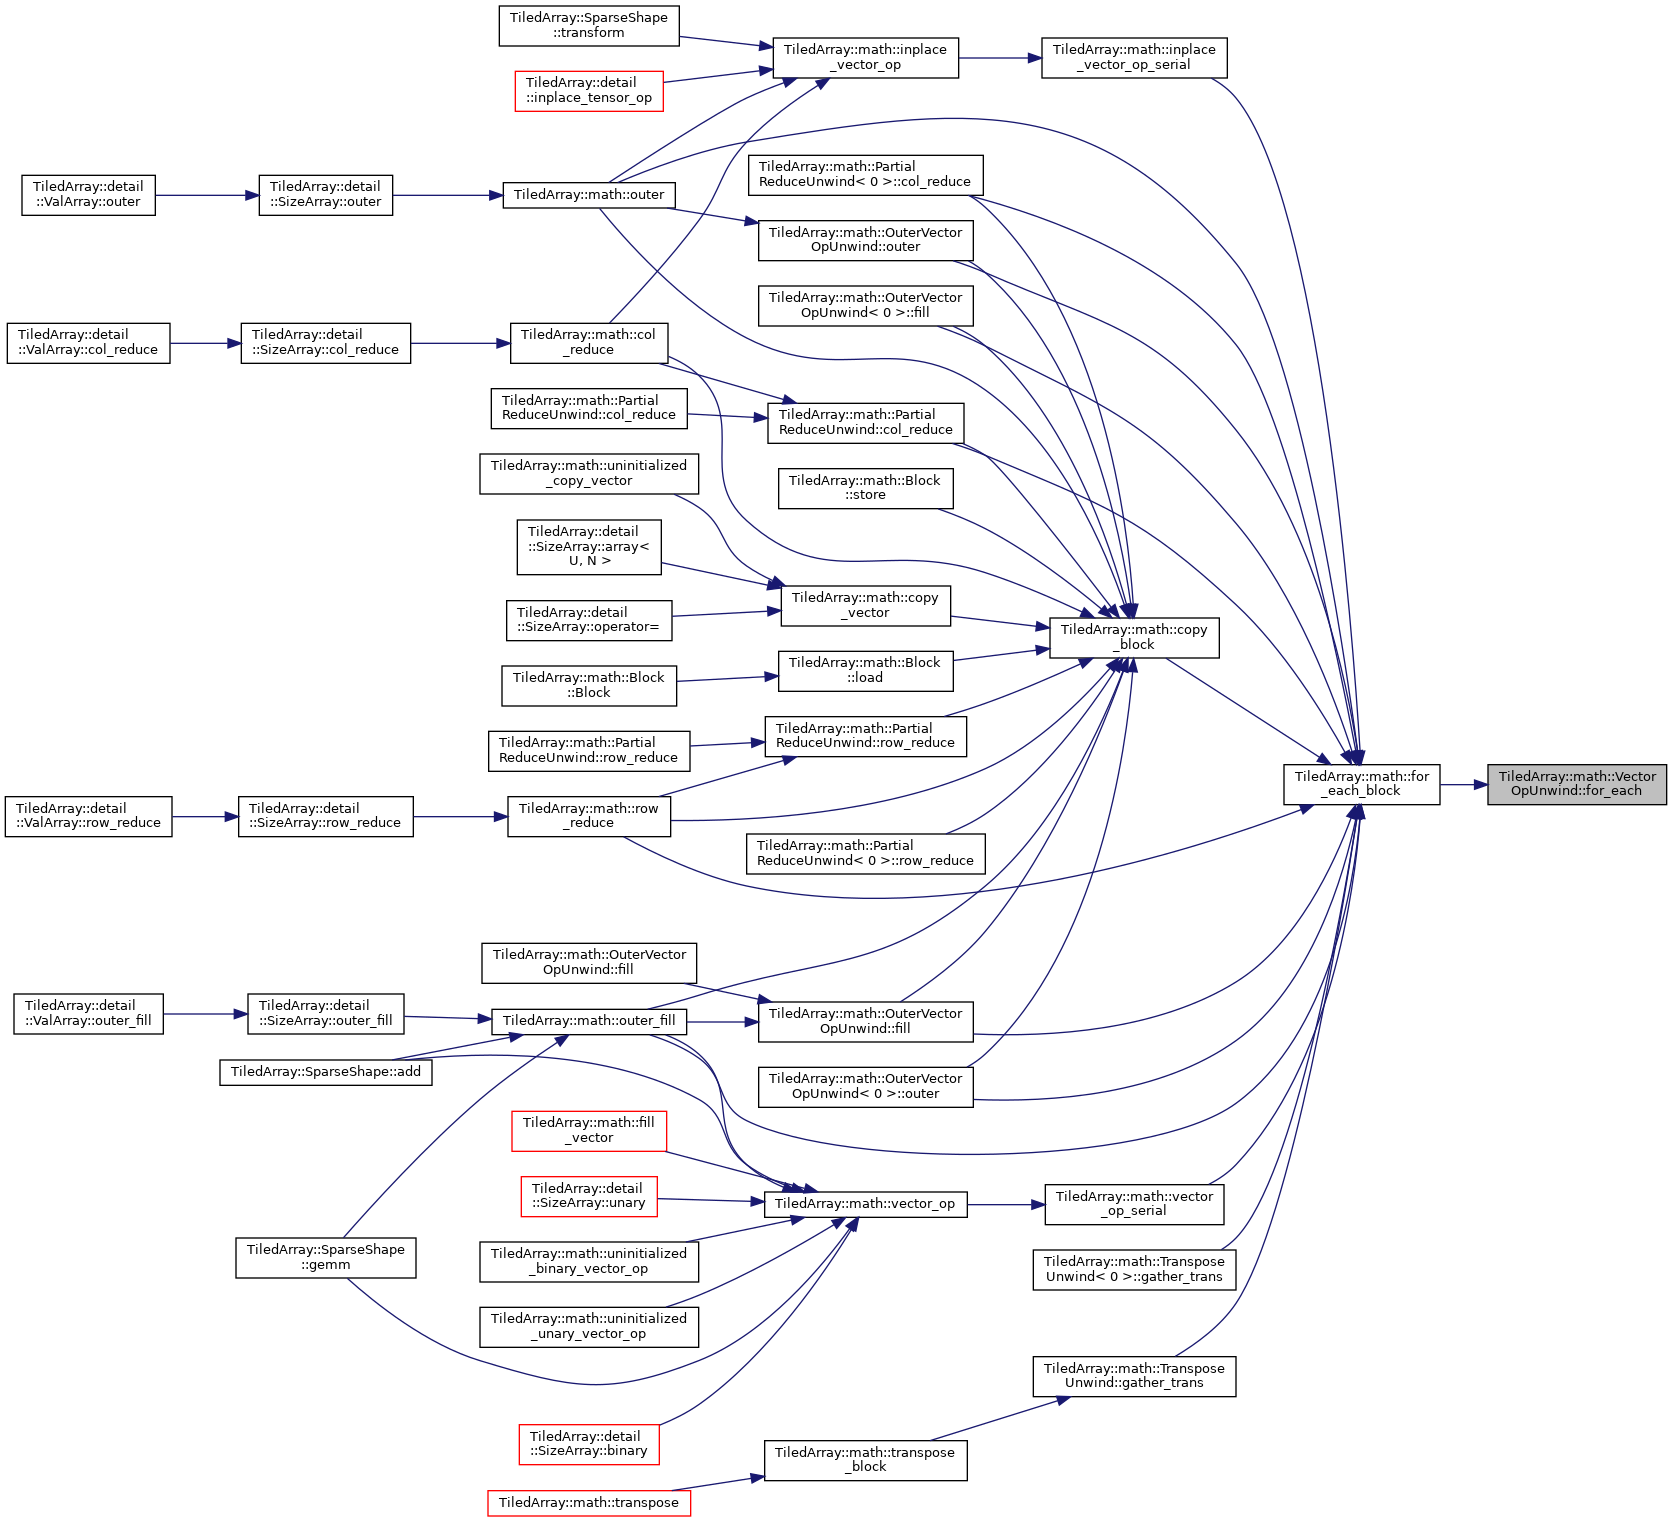 TiledArray::SparseShape
::transform
TiledArray::math::inplace
_vector_op
TiledArray::math::inplace
_vector_op_serial
TiledArray::detail
::inplace_tensor_op
TiledArray::math::Partial
ReduceUnwind< 0 >::col_reduce
TiledArray::detail
::ValArray::outer
TiledArray::detail
::SizeArray::outer
TiledArray::math::outer
TiledArray::math::OuterVector
OpUnwind::outer
TiledArray::math::OuterVector
OpUnwind< 0 >::fill
TiledArray::detail
::ValArray::col_reduce
TiledArray::detail
::SizeArray::col_reduce
TiledArray::math::col
_reduce
TiledArray::math::Partial
ReduceUnwind::col_reduce
TiledArray::math::Partial
ReduceUnwind::col_reduce
TiledArray::math::uninitialized
_copy_vector
TiledArray::math::Block
::store
TiledArray::detail
::SizeArray::array<
U, N >
TiledArray::math::copy
_vector
TiledArray::detail
::SizeArray::operator=
TiledArray::math::copy
_block
TiledArray::math::Block
::load
TiledArray::math::Block
::Block
TiledArray::math::Partial
ReduceUnwind::row_reduce
TiledArray::math::Partial
ReduceUnwind::row_reduce
TiledArray::math::for
_each_block
TiledArray::math::Vector
OpUnwind::for_each
TiledArray::detail
::ValArray::row_reduce
TiledArray::detail
::SizeArray::row_reduce
TiledArray::math::row
_reduce
TiledArray::math::Partial
ReduceUnwind< 0 >::row_reduce
TiledArray::math::OuterVector
OpUnwind::fill
TiledArray::detail
::ValArray::outer_fill
TiledArray::detail
::SizeArray::outer_fill
TiledArray::math::outer_fill
TiledArray::math::OuterVector
OpUnwind::fill
TiledArray::SparseShape::add
TiledArray::math::OuterVector
OpUnwind< 0 >::outer
TiledArray::math::fill
_vector
TiledArray::detail
::SizeArray::unary
TiledArray::math::vector_op
TiledArray::math::vector
_op_serial
TiledArray::SparseShape
::gemm
TiledArray::math::uninitialized
_binary_vector_op
TiledArray::math::Transpose
Unwind< 0 >::gather_trans
TiledArray::math::uninitialized
_unary_vector_op
TiledArray::math::Transpose
Unwind::gather_trans
TiledArray::detail
::SizeArray::binary
TiledArray::math::transpose
_block
TiledArray::math::transpose